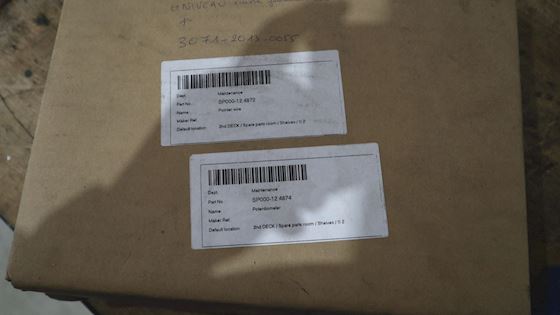 3071-2013-0055
Dept. Maintenance
Part No. SP000-12.4872
Name Pointer wire
Maker Ref.
Default location 2nd DECK / Spare parts room / Shelves / 1) 2
Dept. Maintenance
Part No SP000-12.4874
Name Potentiometer
Maker Ref.
Default location 2nd DECK / Spare parts room / Shelves / 1) 2